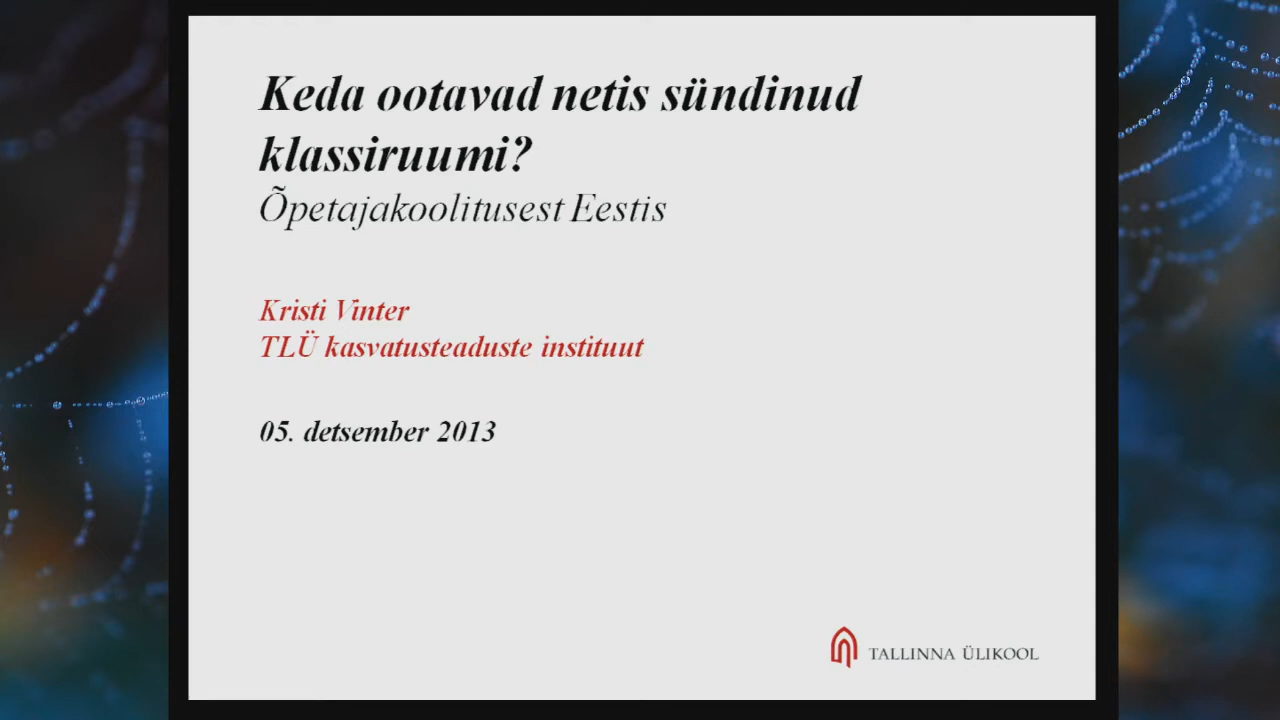 Keda ootavad netis sündinud
klassiruumi?
Õpetajakoolitusest Eestis
Kristi Vinter
TLÜ kasvatusteaduste instituut
05. detsember 2013
TALLINNA ÜLIKOOL